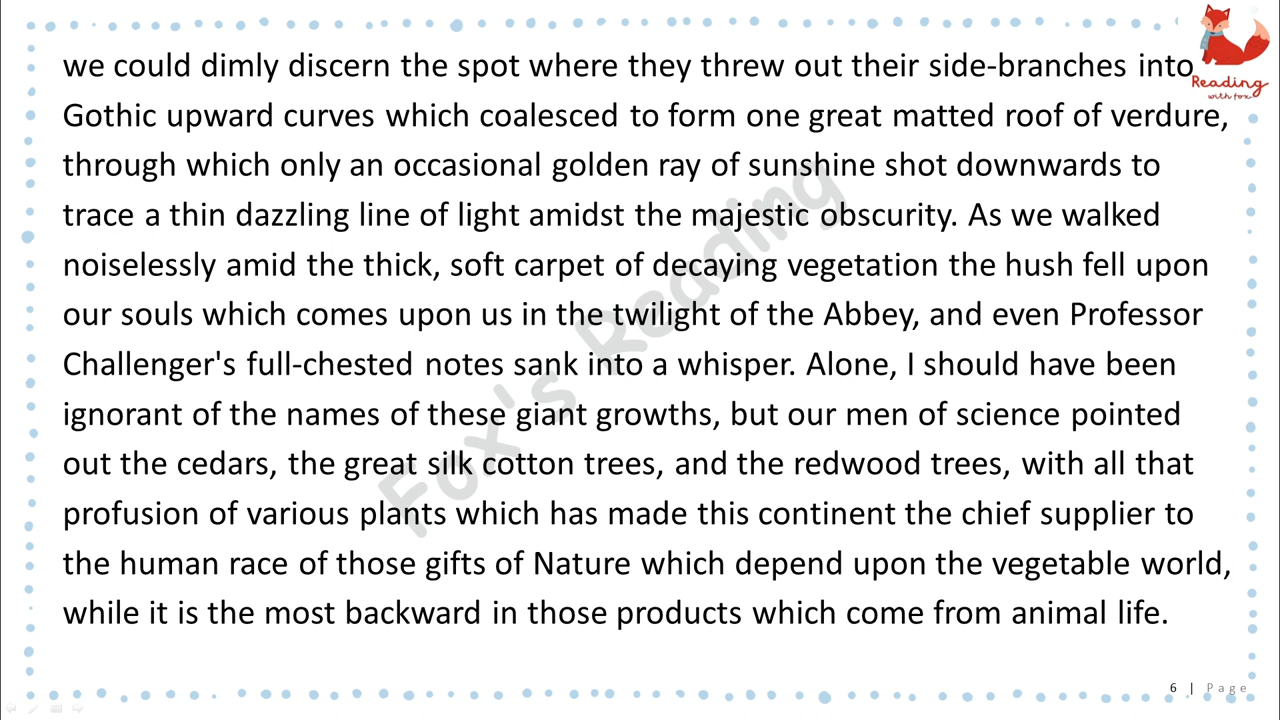 we could dimly discern the spot where they threw out their side-branches into
Reading
with fox
Gothic upward curves which coalesced to form one great matted roof of verdure,
through which only an occasional golden ray of sunshine shot downwards to
trace a thin dazzling line of light amidst the majestic obscurity. As we walked
noiselessly amid the thick, soft carpet of decaying vegetation the hush fell upon
our souls which comes upon us in the twilight of the Abbey, and even Professor
Challenger's full-chested notes sank into a whisper. Alone, I should have been
ignorant of the names of these giant growths, but our men of science pointed
out the cedars, the great silk cotton trees, and the redwood trees, with all that
profusion of various plants which has made this continent the chief supplier to
the human race of those gifts of Nature which depend upon the vegetable world,
while it is the most backward in those products which come from animal life.
Fox's Reading
6 | Page